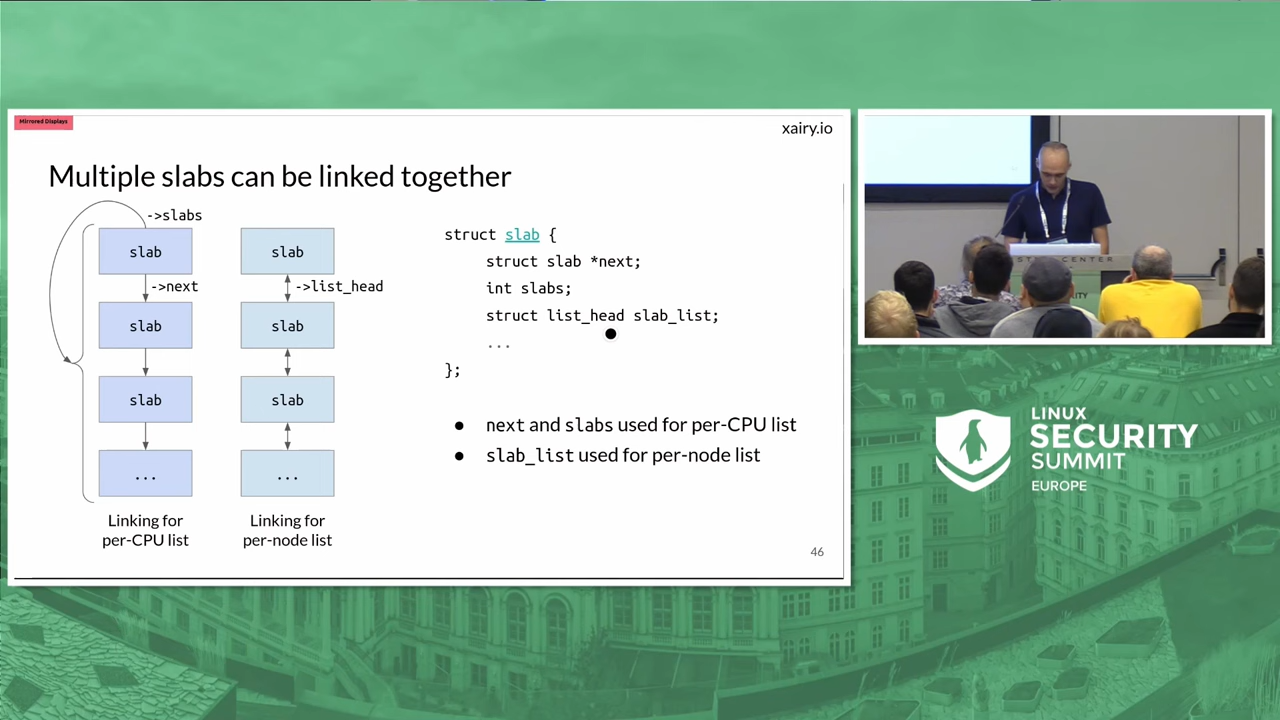 Mirrored Displays
xairy.io
Multiple slabs can be linked together
->slabs
slab
->next
slab
slab
...
Linking for
per-CPU list
slab
->list_head
slab
slab
...
Linking for
per-node list
struct slab {
struct slab *next;
int slabs;
struct list_head slab_list;
...
};
● next and slabs used for per-CPU list
● slab_list used for per-node list
46
CENTER
LINUX
SECURITY
SUMMIT
EUROPE